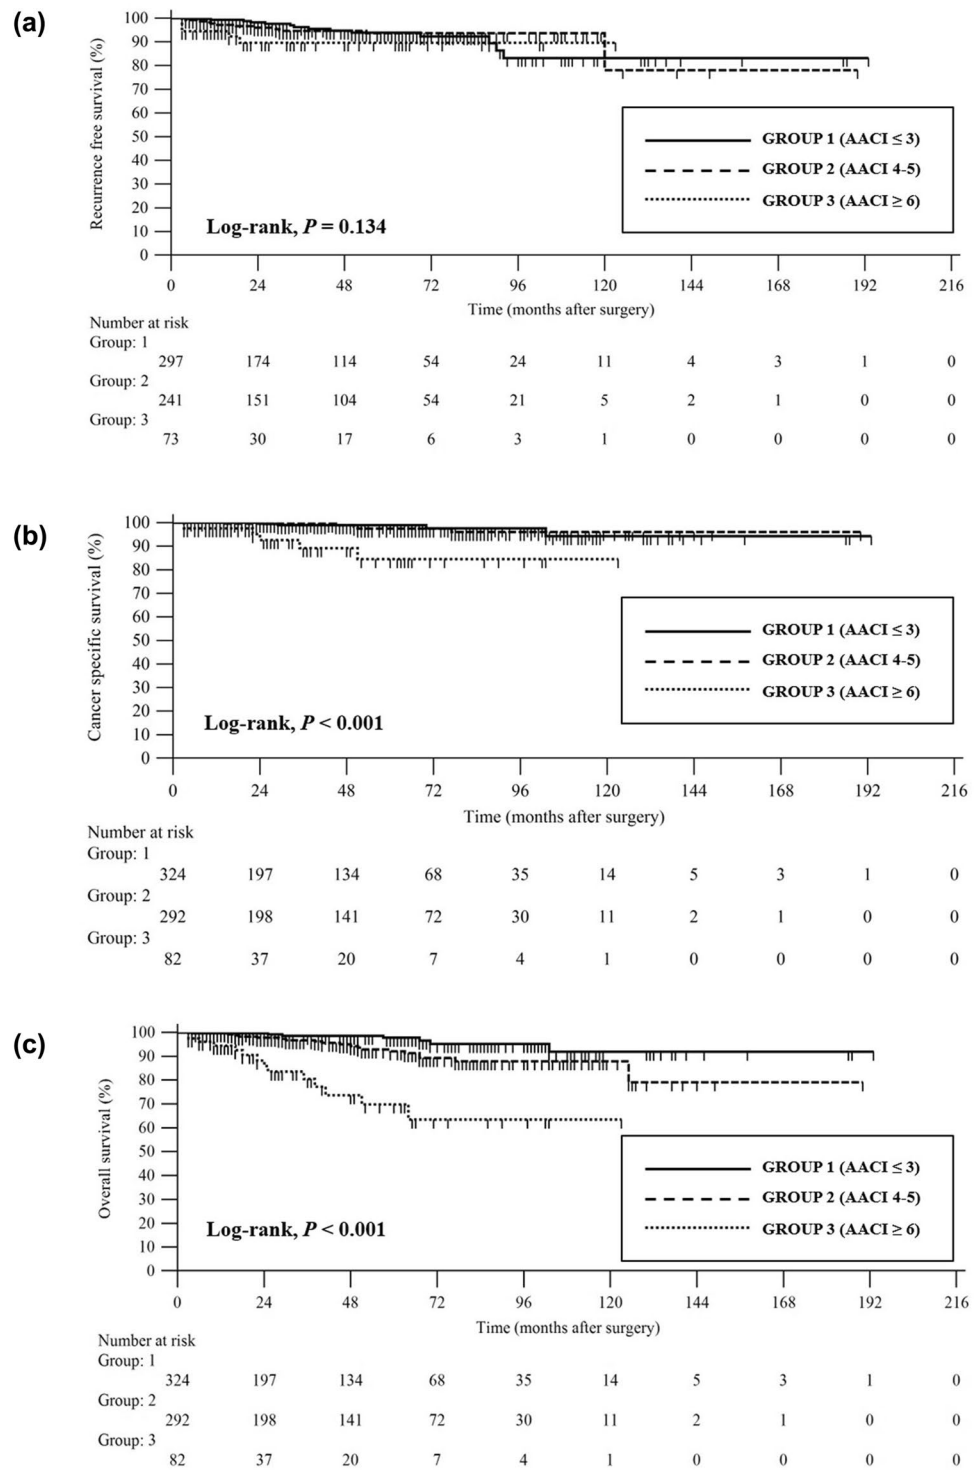 (a)
Recurrence free survival (%)
100
90
80
70
60
50
40
30
20
10
0
GROUP 1 (AACI ≤ 3)
GROUP 2 (AACI 4-5)
GROUP 3 (AACI ≥ 6)
Log-rank, P = 0.134
0 24 48 72 96 120 144 168 192 216
Time (months after surgery)
Number at risk
Group: 1
297 174 114 54 24 11 4 3 1 0
Group: 2
241 151 104 54 21 5 2 1 0 0
Group: 3
73 30 17 6 3 1 0 0 0 0
(b)
Cancer specific survival (%)
100
90
80
70
60
50
40
30
20
10
0
GROUP 1 (AACI ≤ 3)
GROUP 2 (AACI 4-5)
GROUP 3 (AACI ≥ 6)
Log-rank, P < 0.001
0 24 48 72 96 120 144 168 192 216
Time (months after surgery)
Number at risk
Group: 1
324 197 134 68 35 14 5 3 1 0
Group: 2
292 198 141 72 30 11 2 1 0 0
Group: 3
82 37 20 7 4 1 0 0 0 0
(c)
Overall survival (%)
100
90
80
70
60
50
40
30
20
10
0
GROUP 1 (AACI ≤ 3)
GROUP 2 (AACI 4-5)
GROUP 3 (AACI ≥ 6)
Log-rank, P < 0.001
0 24 48 72 96 120 144 168 192 216
Time (months after surgery)
Number at risk
Group: 1
324 197 134 68 35 14 5 3 1 0
Group: 2
292 198 141 72 30 11 2 1 0 0
Group: 3
82 37 20 7 4 1 0 0 0 0